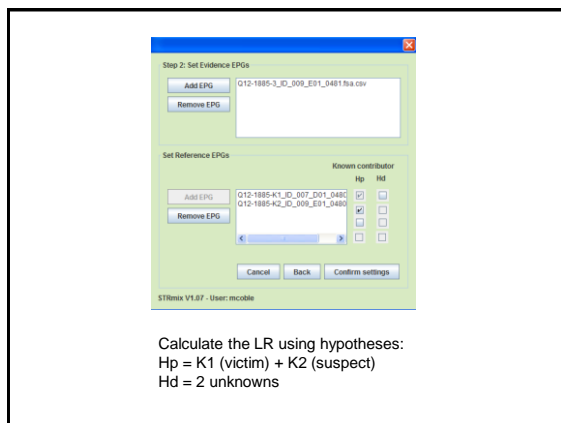 Step 2: Set Evidence EPGs
Add EPG
Q12-1885-3_ID_009_E01_0481.fsa.csv
Remove EPG
Set Reference EPGs
Known contributor
Hp Hd
Add EPG
Q12-1885-K1_ID_007_D01_048C
Q12-1885-K2_ID_009_E01_0480
Remove EPG
Cancel Back Confirm settings
STRmix V1.07 - User: mcoble
Calculate the LR using hypotheses:
Hp = K1 (victim) + K2 (suspect)
Hd = 2 unknowns